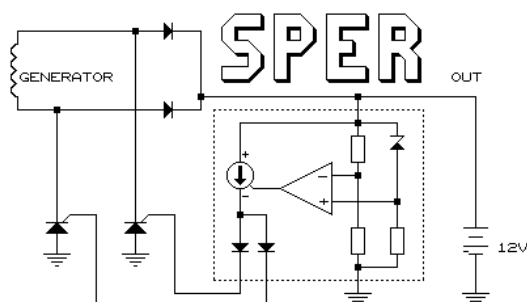 SPER
GENERATOR
OUT
+
-
-
+
12V